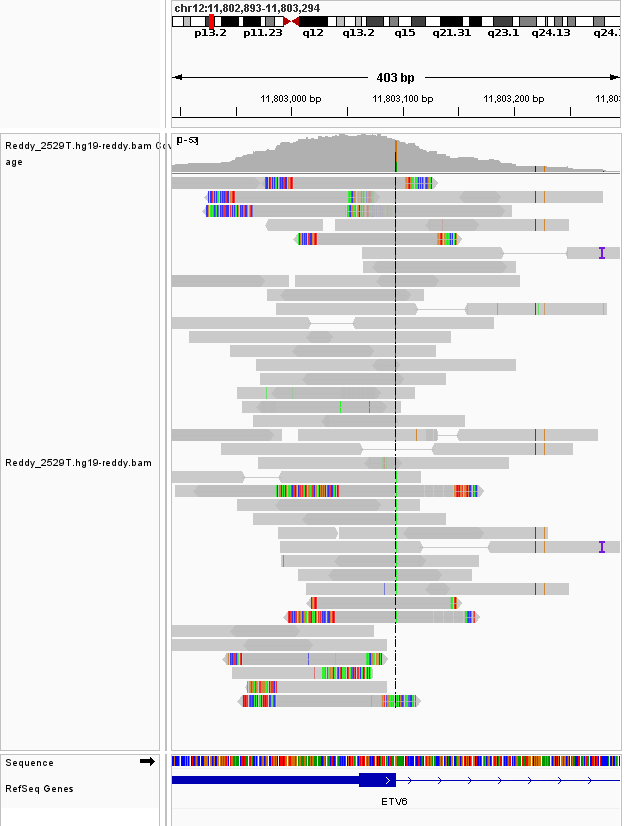 chr12:11,802,893-11,803,294
p13.2 p11.23 q12 q13.2 q15 q21.31 q23.1 q24.13 q24.
403 bp
11,803,000 bp 11,803,100 bp 11,803,200 bp 11,803
[0-53]
Reddy_2529T.hg19-reddy.bam Cov
age
Reddy_2529T.hg19-reddy.bam
Sequence
RefSeq Genes
ETV6